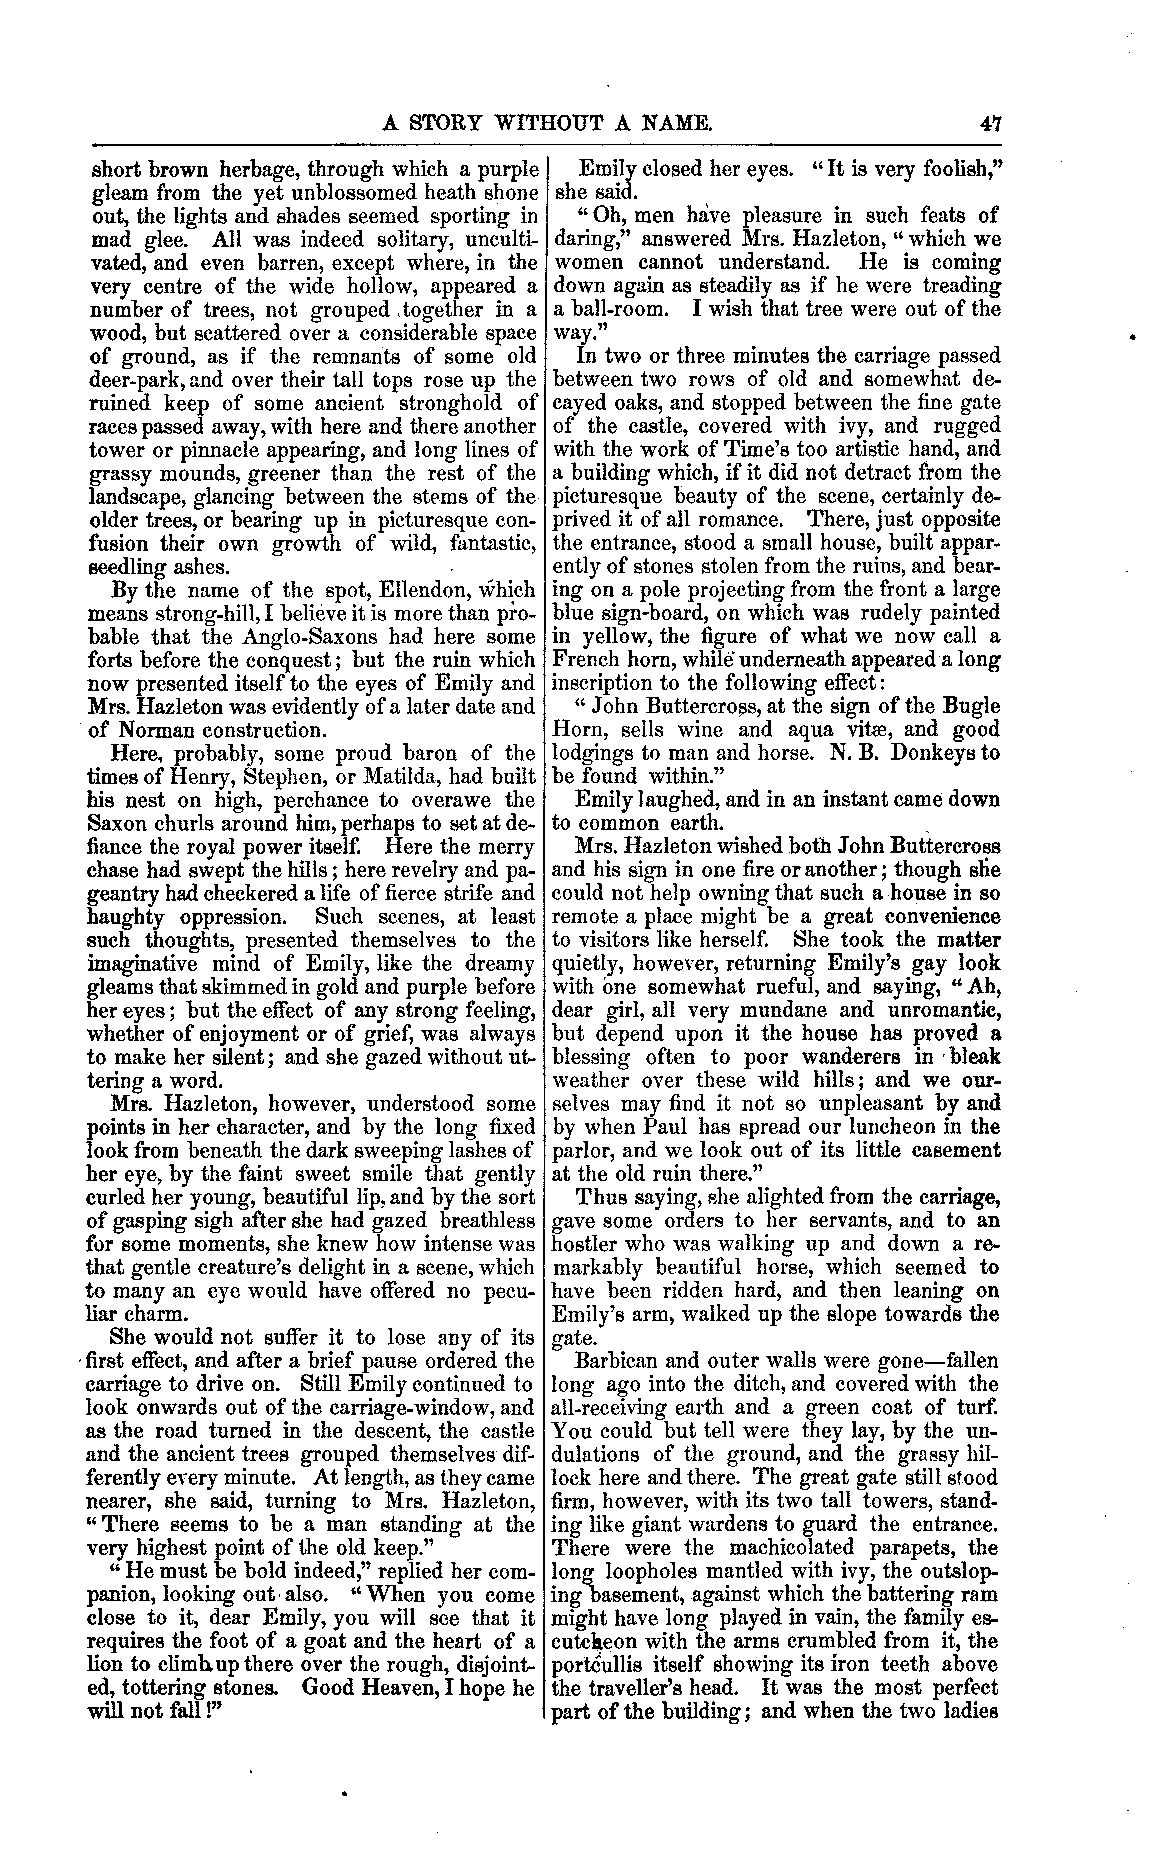 A STORY WITHOUT A NAME. 47
short brown herbage, through which a purple
gleam from the yet unblossomed heath shone
out, the lights and shades seemed sporting in
mad glee. All was indeed solitary, unculti-
vated, and even barren, except where, in the
very centre of the wide hollow, appeared a
number of trees, not grouped together in a
wood, but scattered over a considerable space
of ground, as if the remnants of some old
deer-park, and over their tall tops rose up the
ruined keep of some ancient stronghold of
races passed away, with here and there another
tower or pinnacle appearing, and long lines of
grassy mounds, greener than the rest of the
landscape, glancing between the stems of the
older trees, or bearing up in picturesque con-
fusion their own growth of wild, fantastic,
seedling ashes.
By the name of the spot, Ellendon, which
means strong-hill, I believe it is more than pro-
bable that the Anglo-Saxons had here some
forts before the conquest; but the ruin which
now presented itself to the eyes of Emily and
Mrs. Hazleton was evidently of a later date and
of Norman construction.
Here, probably, some proud baron of the
times of Henry, Stephen, or Matilda, had built
his nest on high, perchance to overawe the
Saxon churls around him, perhaps to set at de-
fiance the royal power itself. Here the merry
chase had swept the hills; here revelry and pa-
geantry had checkered a life of fierce strife and
haughty oppression. Such scenes, at least
such thoughts, presented themselves to the
imaginative mind of Emily, like the dreamy
gleams that skimmed in gold and purple before
her eyes; but the effect of any strong feeling,
whether of enjoyment or of grief, was always
to make her silent; and she gazed without ut-
tering a word.
Mrs. Hazleton, however, understood some
points in her character, and by the long fixed
look from beneath the dark sweeping lashes of
her eye, by the faint sweet smile that gently
curled her young, beautiful lip, and by the sort
of gasping sigh after she had gazed breathless
for some moments, she knew how intense was
that gentle creature's delight in a scene, which
to many an eye would have offered no pecu-
liar charm.
She would not suffer it to lose any of its
first effect, and after a brief pause ordered the
carriage to drive on. Still Emily continued to
look onwards out of the carriage-window, and
as the road turned in the descent, the castle
and the ancient trees grouped themselves dif-
ferently every minute. At length, as they came
nearer, she said, turning to Mrs. Hazleton,
"There seems to be a man standing at the
very highest point of the old keep."
"He must be bold indeed," replied her com-
panion, looking out also. "When you come
close to it, dear Emily, you will see that it
requires the foot of a goat and the heart of a
lion to climb up there over the rough, disjoint-
ed, tottering stones. Good Heaven, I hope he
will not fall!"
Emily closed her eyes. "It is very foolish,"
she said.
"Oh, men have pleasure in such feats of
daring," answered Mrs. Hazleton, "which we
women cannot understand. He is coming
down again as steadily as if he were treading
a ball-room. I wish that tree were out of the
way."
In two or three minutes the carriage passed
between two rows of old and somewhat de-
cayed oaks, and stopped between the fine gate
of the castle, covered with ivy, and rugged
with the work of Time's too artistic hand, and
a building which, if it did not detract from the
picturesque beauty of the scene, certainly de-
prived it of all romance. There, just opposite
the entrance, stood a small house, built appar-
ently of stones stolen from the ruins, and bear-
ing on a pole projecting from the front a large
blue sign-board, on which was rudely painted
in yellow, the figure of what we now call a
French horn, while underneath appeared a long
inscription to the following effect:
"John Buttercross, at the sign of the Bugle
Horn, sells wine and aqua vitæ, and good
lodgings to man and horse. N. B. Donkeys to
be found within."
Emily laughed, and in an instant came down
to common earth.
Mrs. Hazleton wished both John Buttercross
and his sign in one fire or another; though she
could not help owning that such a house in so
remote a place might be a great convenience
to visitors like herself. She took the matter
quietly, however, returning Emily's gay look
with one somewhat rueful, and saying, "Ah,
dear girl, all very mundane and unromantic,
but depend upon it the house has proved a
blessing often to poor wanderers in bleak
weather over these wild hills; and we our-
selves may find it not so unpleasant by and
by when Paul has spread our luncheon in the
parlor, and we look out of its little casement
at the old ruin there."
Thus saying, she alighted from the carriage,
gave some orders to her servants, and to an
hostler who was walking up and down a re-
markably beautiful horse, which seemed to
have been ridden hard, and then leaning on
Emily's arm, walked up the slope towards the
gate.
Barbican and outer walls were gone—fallen
long ago into the ditch, and covered with the
all-receiving earth and a green coat of turf.
You could but tell were they lay, by the un-
dulations of the ground, and the grassy hil-
lock here and there. The great gate still stood
firm, however, with its two tall towers, stand-
ing like giant wardens to guard the entrance.
There were the machicolated parapets, the
long loopholes mantled with ivy, the outslop-
ing basement, against which the battering ram
might have long played in vain, the family es-
cutcheon with the arms crumbled from it, the
portcullis itself showing its iron teeth above
the traveller's head. It was the most perfect
part of the building; and when the two ladies